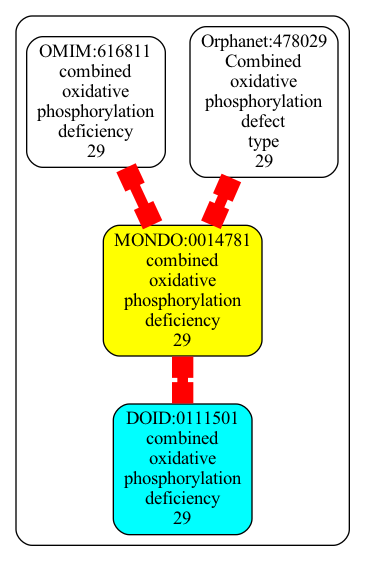 OMIM:616811
combined
oxidative
phosphorylation
deficiency
29
Orphanet:478029
Combined
oxidative
phosphorylation
defect
type
29
MONDO:0014781
combined
oxidative
phosphorylation
deficiency
29
DOID:0111501
combined
oxidative
phosphorylation
deficiency
29